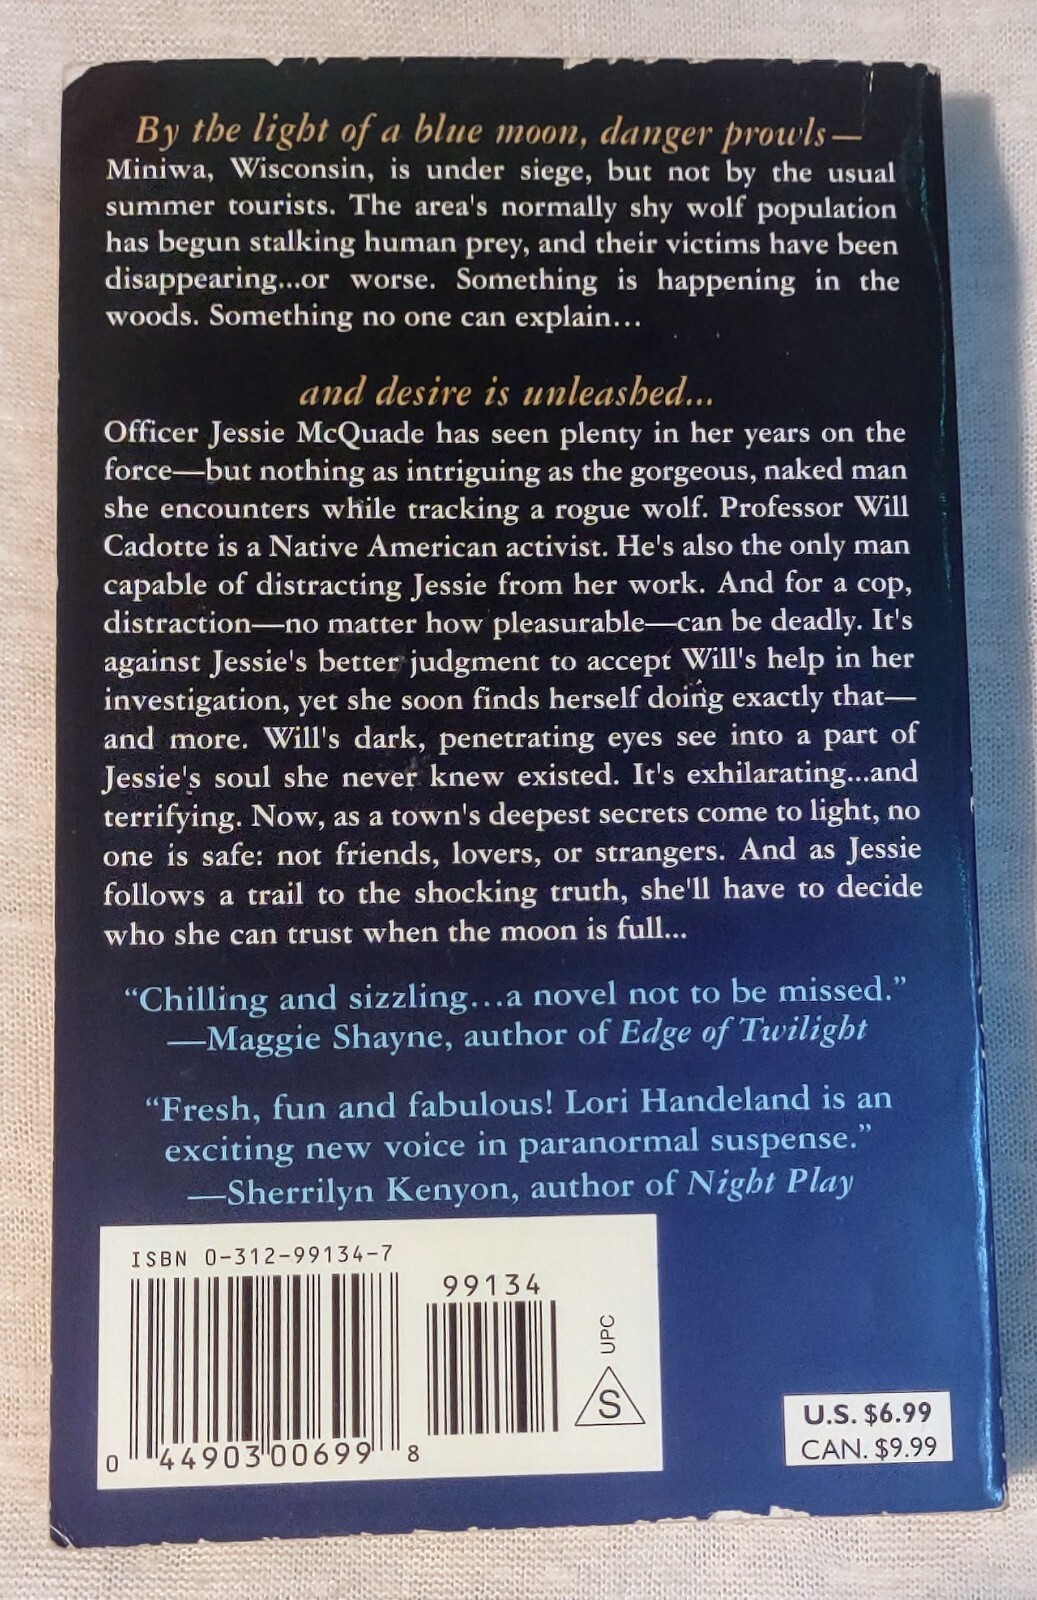 By the light of a blue moon, danger prowls—
Miniwa, Wisconsin, is under siege, but not by the usual
summer tourists. The area's normally shy wolf population
has begun stalking human prey, and their victims have been
disappearing...or worse. Something is happening in the
woods. Something no one can explain...
and desire is unleashed...
Officer Jessie McQuade has seen plenty in her years on the
force—but nothing as intriguing as the gorgeous, naked man
she encounters while tracking a rogue wolf. Professor Will
Cadotte is a Native American activist. He's also the only man
capable of distracting Jessie from her work. And for a cop,
distraction—no matter how pleasurable—can be deadly. It's
against Jessie's better judgment to accept Will's help in her
investigation, yet she soon finds herself doing exactly that—
and more. Will's dark, penetrating eyes see into a part of
Jessie's soul she never knew existed. It's exhilarating...and
terrifying. Now, as a town's deepest secrets come to light, no
one is safe: not friends, lovers, or strangers. And as Jessie
follows a trail to the shocking truth, she'll have to decide
who she can trust when the moon is full...
“Chilling and sizzling...a novel not to be missed.”
—Maggie Shayne, author of Edge of Twilight
“Fresh, fun and fabulous! Lori Handeland is an
exciting new voice in paranormal suspense.”
—Sherrilyn Kenyon, author of Night Play
ISBN 0-312-99134-7
99134
UPC
S
0 44903 00699 8
U.S. $6.99
CAN. $9.99